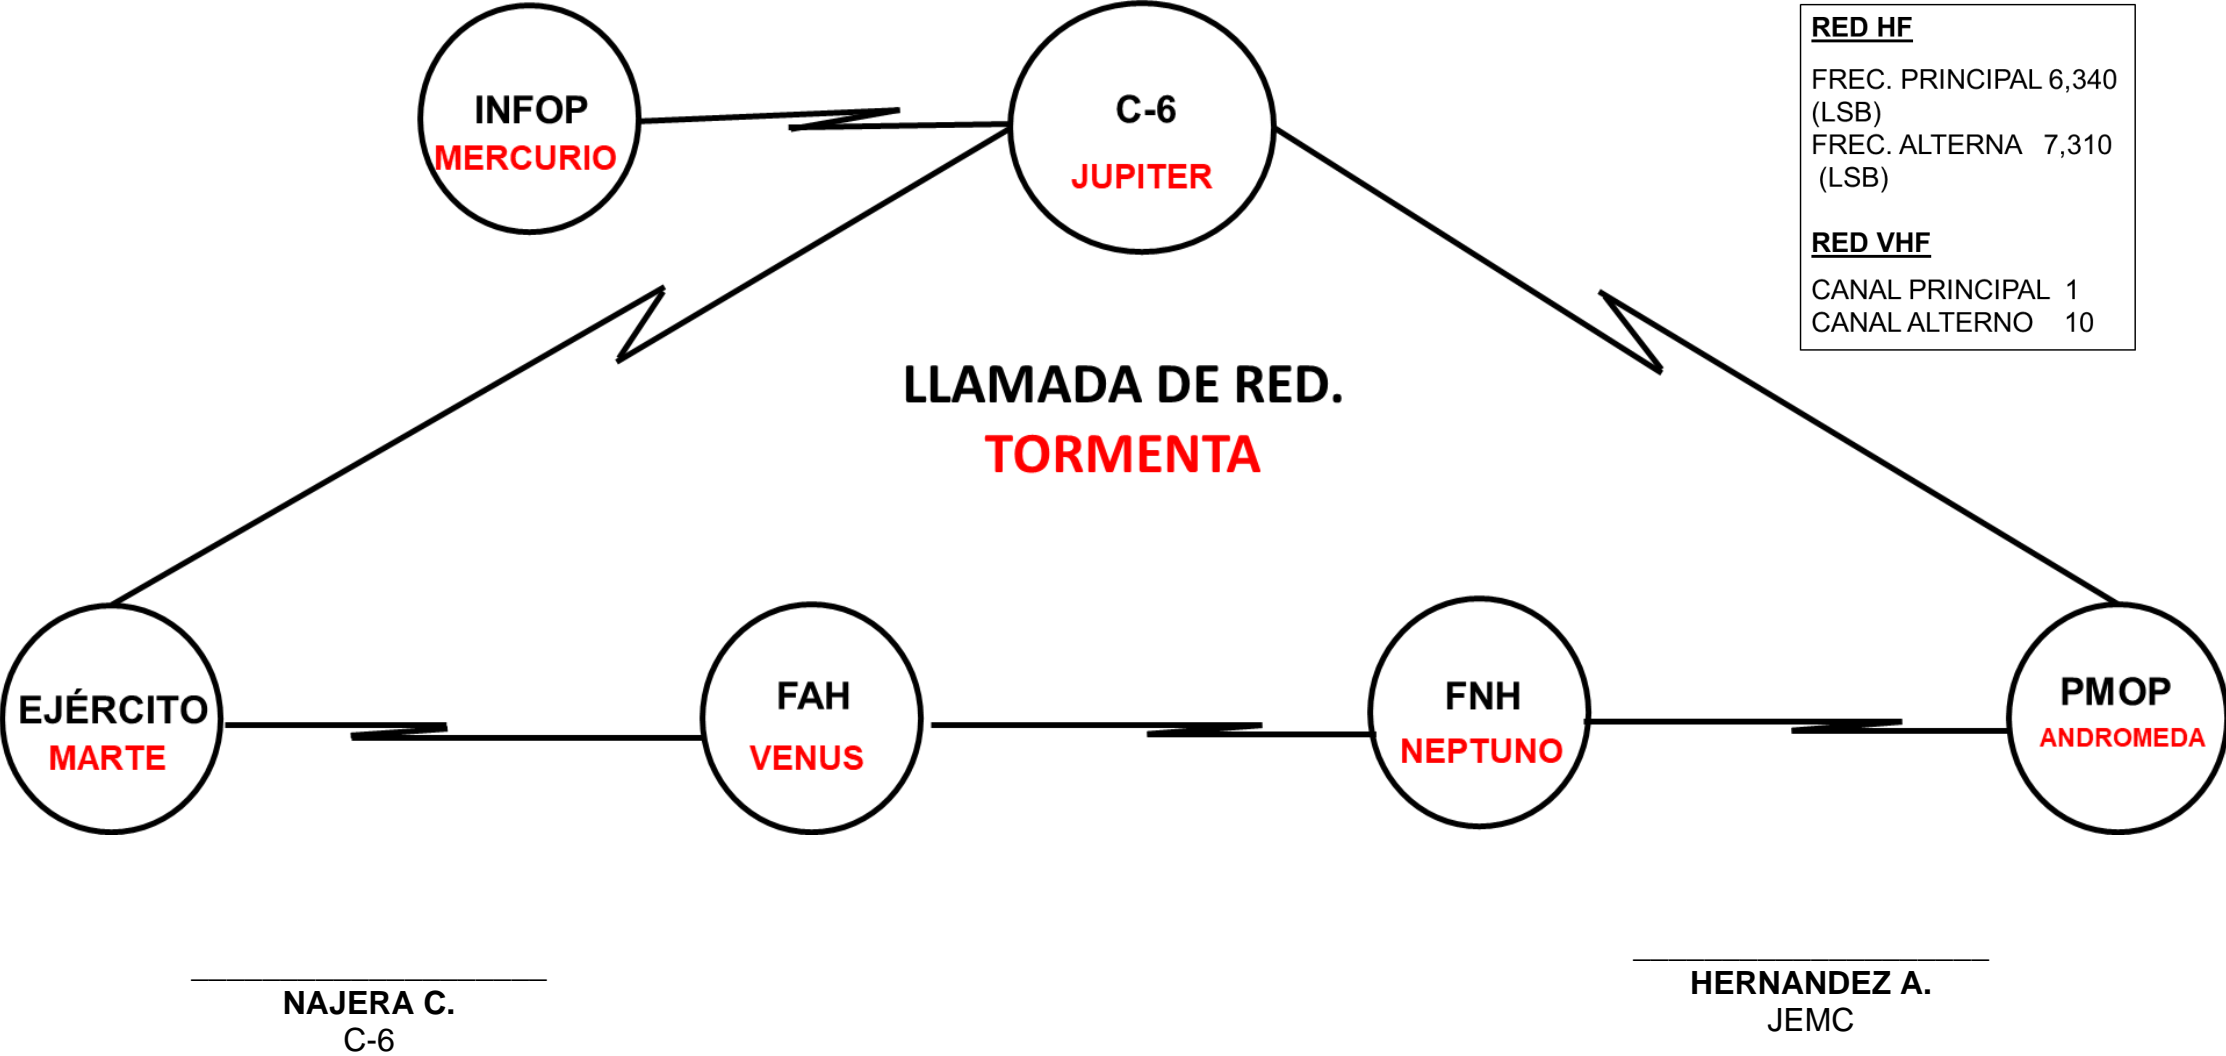 INFOP
MERCURIO
C-6
JUPITER
RED HF
FREC. PRINCIPAL 6,340
(LSB)
FREC. ALTERNA 7,310
(LSB)
RED VHF
CANAL PRINCIPAL 1
CANAL ALTERNO 10
LLAMADA DE RED.
TORMENTA
EJÉRCITO
MARTE
FAH
VENUS
FNH
NEPTUNO
PMOP
ANDROMEDA
NAJERA C.
C-6
HERNANDEZ A.
JEMC